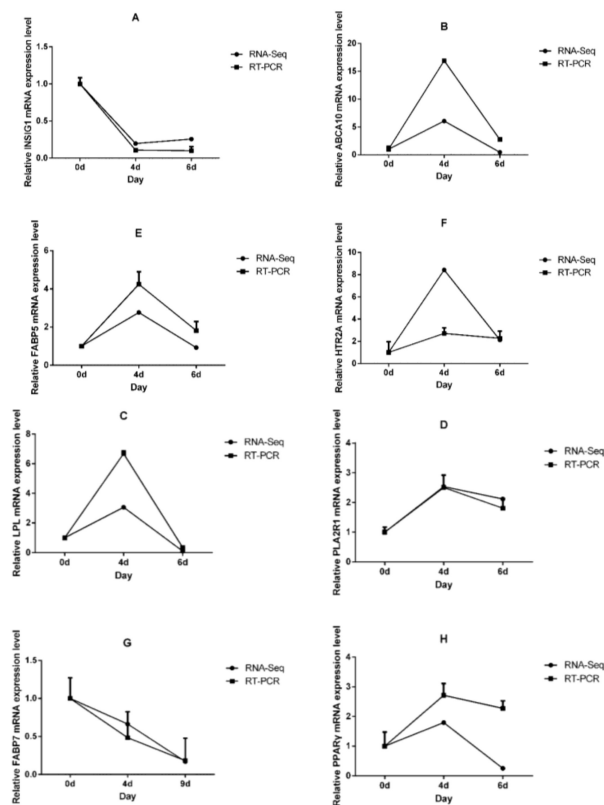 A
Relative INSIG1 mRNA expression level
1.5
1.0
0.5
0.0
0d 4d 6d
Day
RNA-Seq
RT-PCR
B
Relative ABCA10 mRNA expression level
20
15
10
5
0
0d 4d 6d
Day
RNA-Seq
RT-PCR
E
Relative FABP5 mRNA expression level
6
4
2
0
0d 4d 6d
Day
RNA-Seq
RT-PCR
F
Relative HTR2A mRNA expression level
10
8
6
4
2
0
0d 4d 6d
Day
RNA-Seq
RT-PCR
C
Relative LPL mRNA expression level
8
6
4
2
0
0d 4d 6d
Day
RNA-Seq
RT-PCR
D
Relative PLA2R1 mRNA expression level
4
3
2
1
0
0d 4d 6d
Day
RNA-Seq
RT-PCR
G
Relative FABP7 mRNA expression level
1.5
1.0
0.5
0.0
0d 4d 9d
Day
RNA-Seq
RT-PCR
H
Relative PPARγ mRNA expression level
4
3
2
1
0
0d 4d 6d
Day
RNA-Seq
RT-PCR